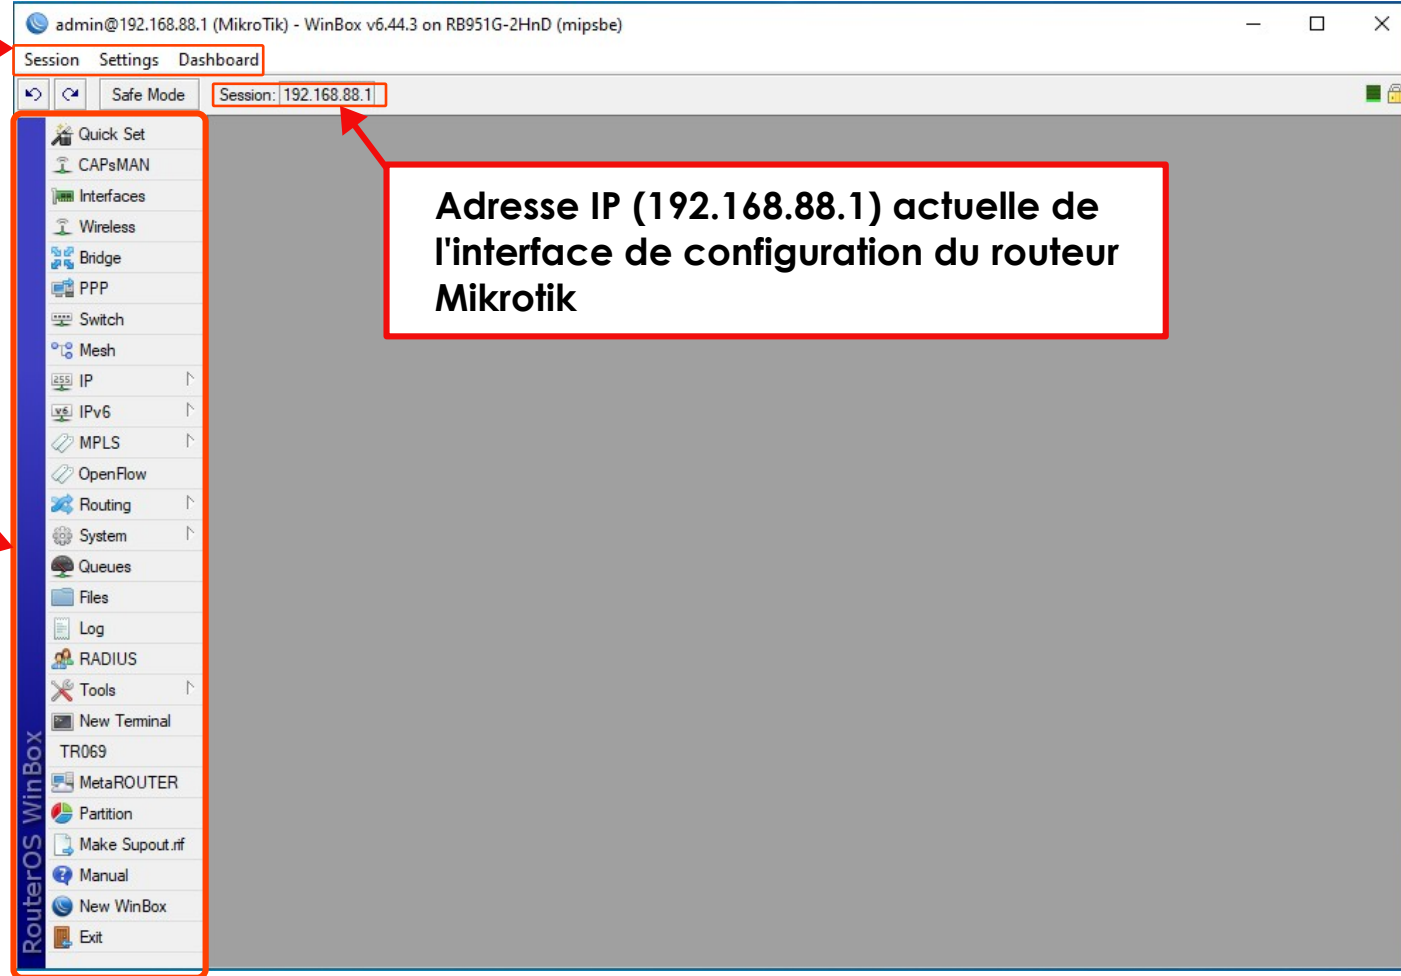 admin@192.168.88.1 (MikroTik) - WinBox v6.44.3 on RB951G-2HnD (mipsbe)
Session Settings Dashboard
Safe Mode Session: 192.168.88.1
Quick Set
CAPsMAN
Interfaces
Wireless
Bridge
PPP
Switch
Mesh
255 IP
v6 IPv6
MPLS
OpenFlow
Routing
System
Queues
Files
Log
RADIUS
Tools
New Terminal
TR069
MetaROUTER
Partition
Make Supout.rif
Manual
New WinBox
Exit
RouterOS WinBox
Adresse IP (192.168.88.1) actuelle de
l'interface de configuration du routeur
Mikrotik